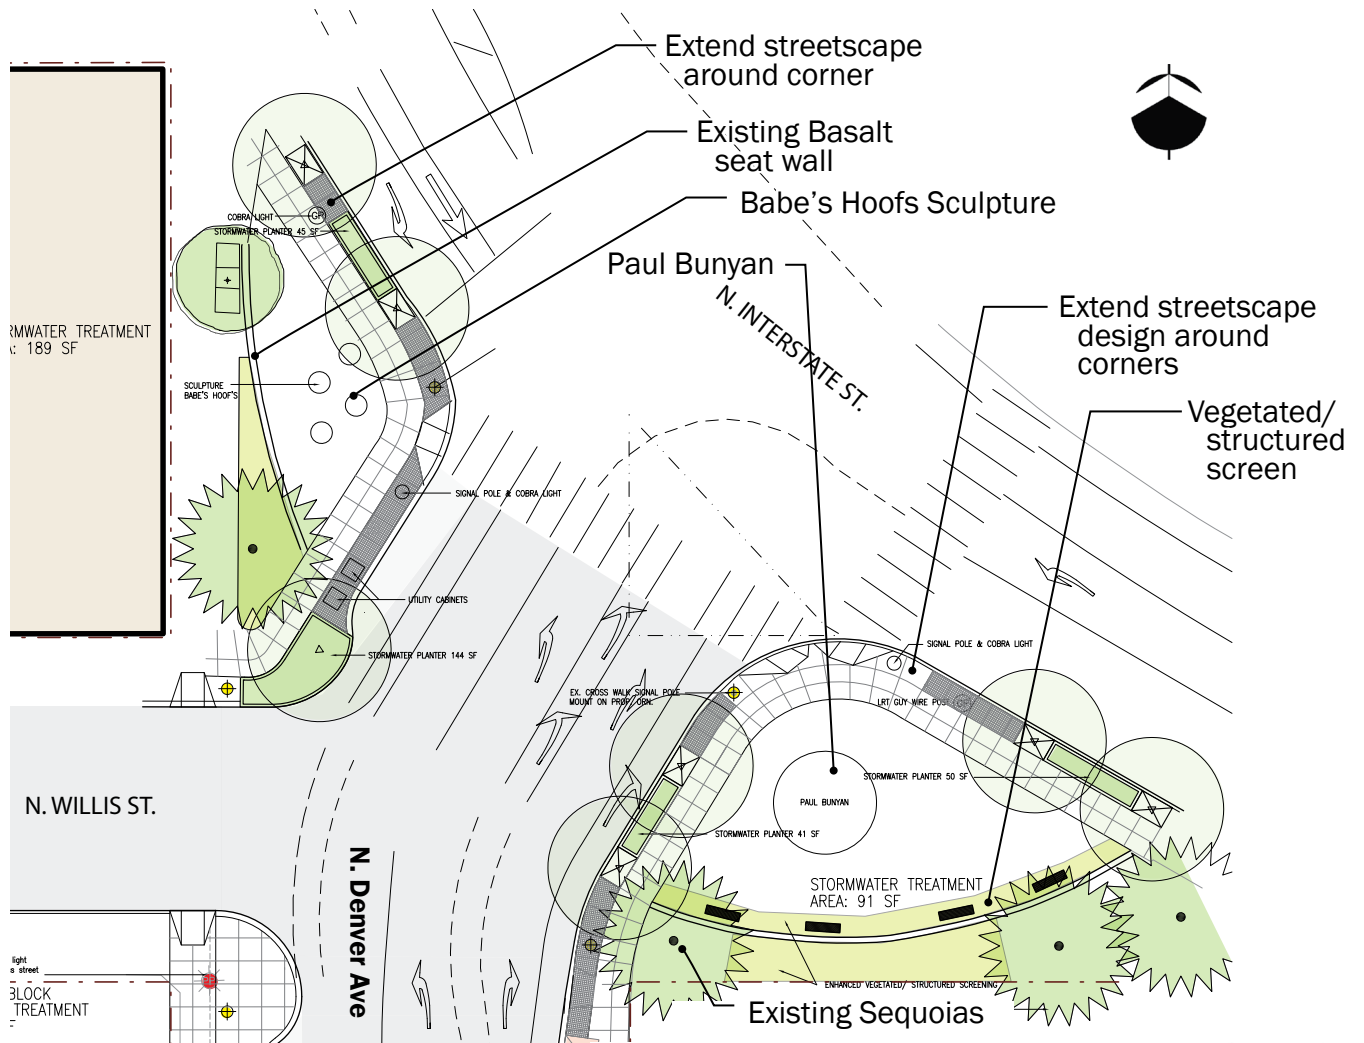 Extend streetscape
around corner
Existing Basalt
seat wall
Babe's Hoofs Sculpture
Paul Bunyan
N. INTERSTATE ST.
Extend streetscape
design around
corners
Vegetated/
structured
screen
COBRA LIGHT
STORMWATER PLANTER 45 SF
TREATMENT
189 SF
SCULPTURE
BABE'S HOOF'S
SIGNAL POLE & COBRA LIGHT
UTILITY CABINETS
STORMWATER PLANTER 144 SF
SIGNAL POLE & COBRA LIGHT
EX. CROSS WALK SIGNAL POLE
MOUNT ON PROP. ORN.
LRT GUY WIRE POST
STORMWATER PLANTER 50 SF
PAUL BUNYAN
N. WILLIS ST.
STORMWATER PLANTER 41 SF
N. Denver Ave
STORMWATER TREATMENT
AREA: 91 SF
light
s street
BLOCK
TREATMENT
ENHANCED VEGETATED/ STRUCTURED SCREENING
Existing Sequoias